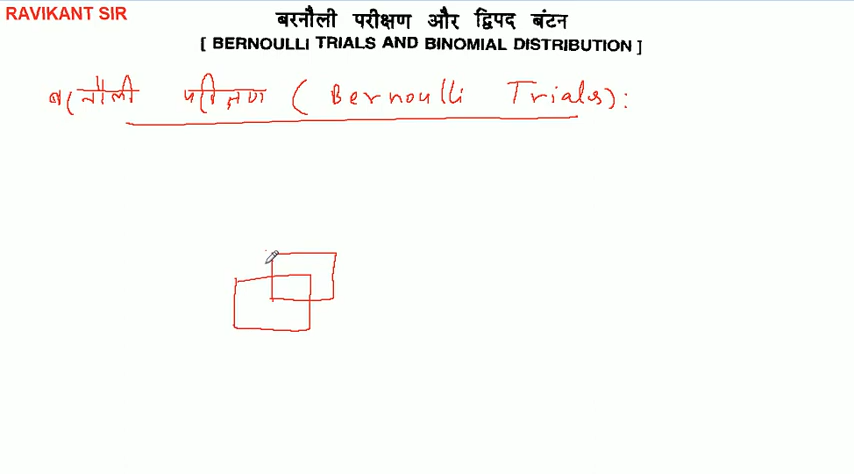 RAVIKANT SIR
बरनौली परीक्षण और द्विपद बंटन
[ BERNOULLI TRIALS AND BINOMIAL DISTRIBUTION ]
बरनौली परिक्षण ( Bernoulli Trials ) :